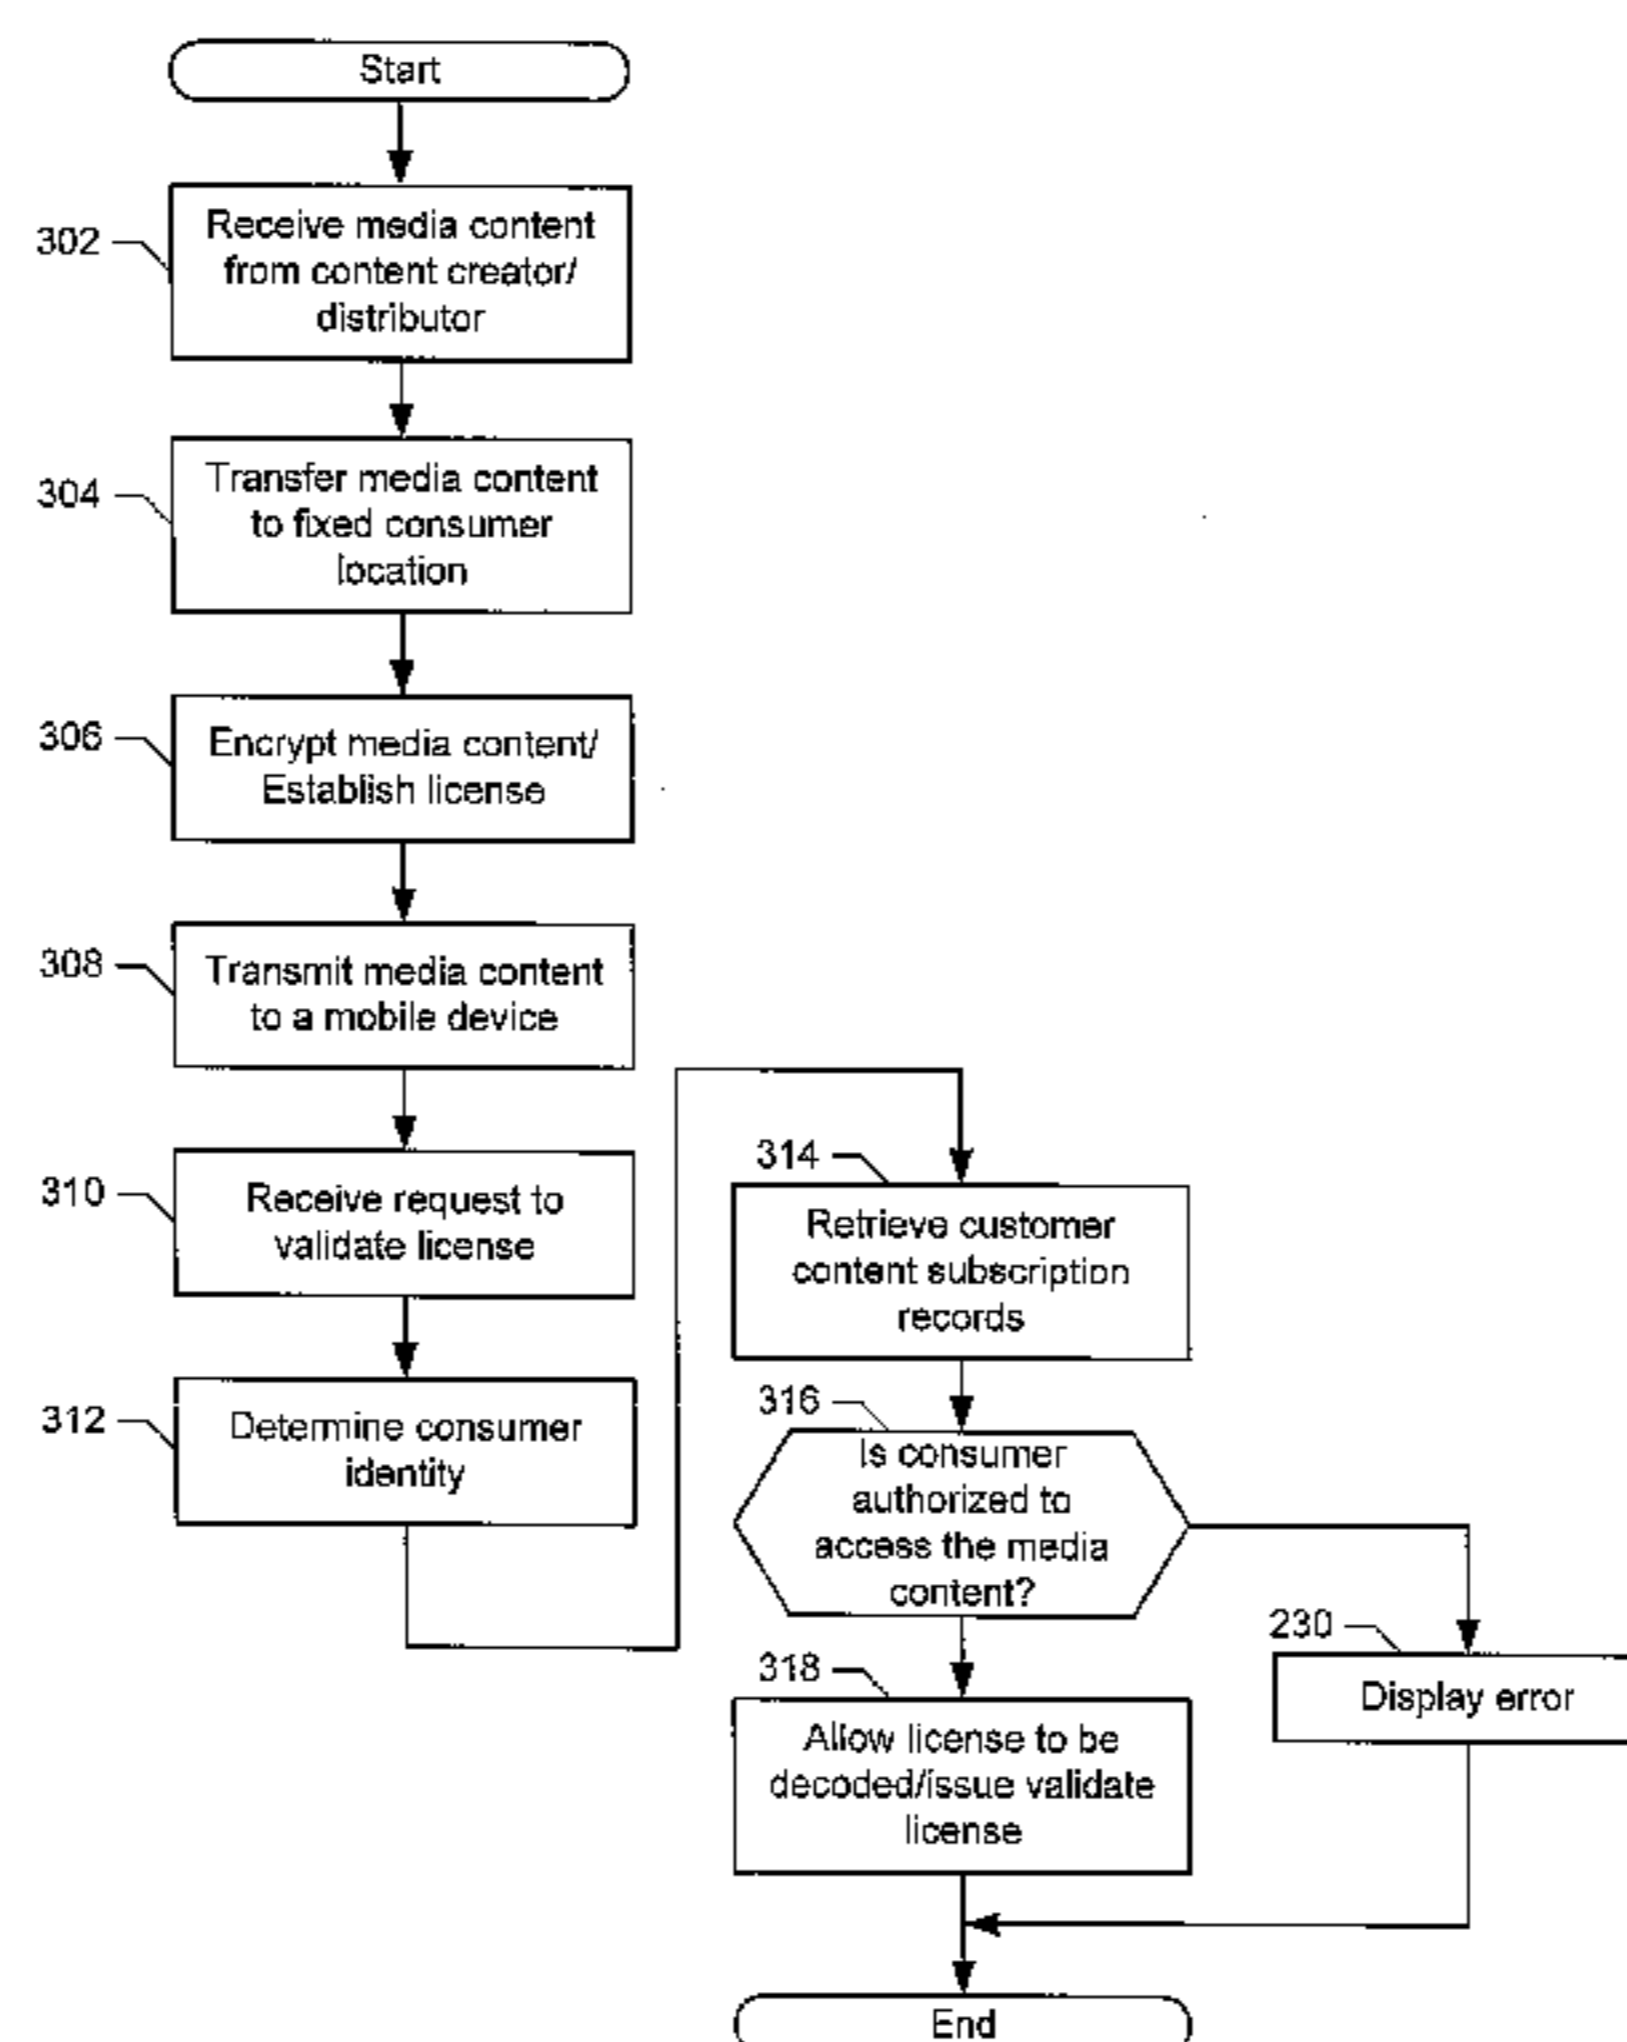 Start
302
Receive media content
from content creator/
distributor
304
Transfer media content
to fixed consumer
location
306
Encrypt media content/
Establish license
308
Transmit media content
to a mobile device
310
Receive request to
validate license
312
Determine consumer
identity
314
Retrieve customer
content subscription
records
316
Is consumer
authorized to
access the media
content?
318
Allow license to be
decoded/issue validate
license
230
Display error
End